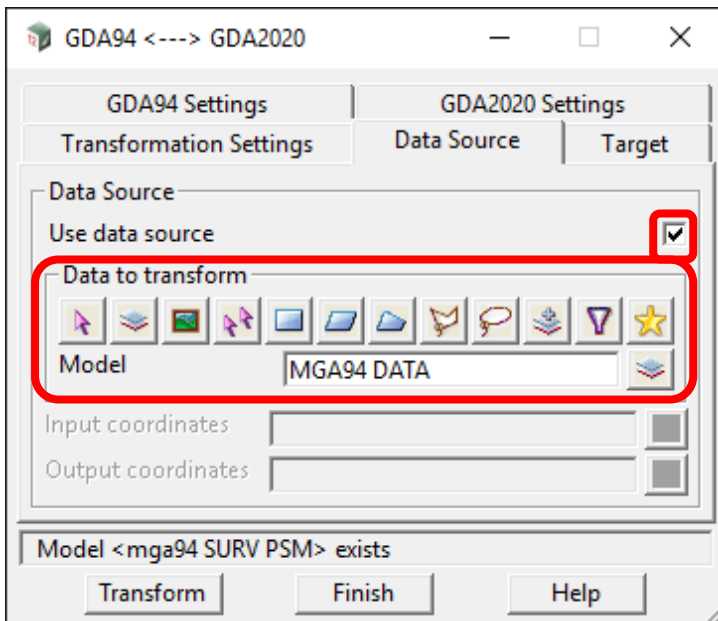 GDA94 <---> GDA2020
GDA94 Settings
GDA2020 Settings
Transformation Settings
Data Source
Target
Data Source
Use data source
Data to transform
Model
MGA94 DATA
Input coordinates
Output coordinates
Model <mga94 SURV PSM> exists
Transform
Finish
Help